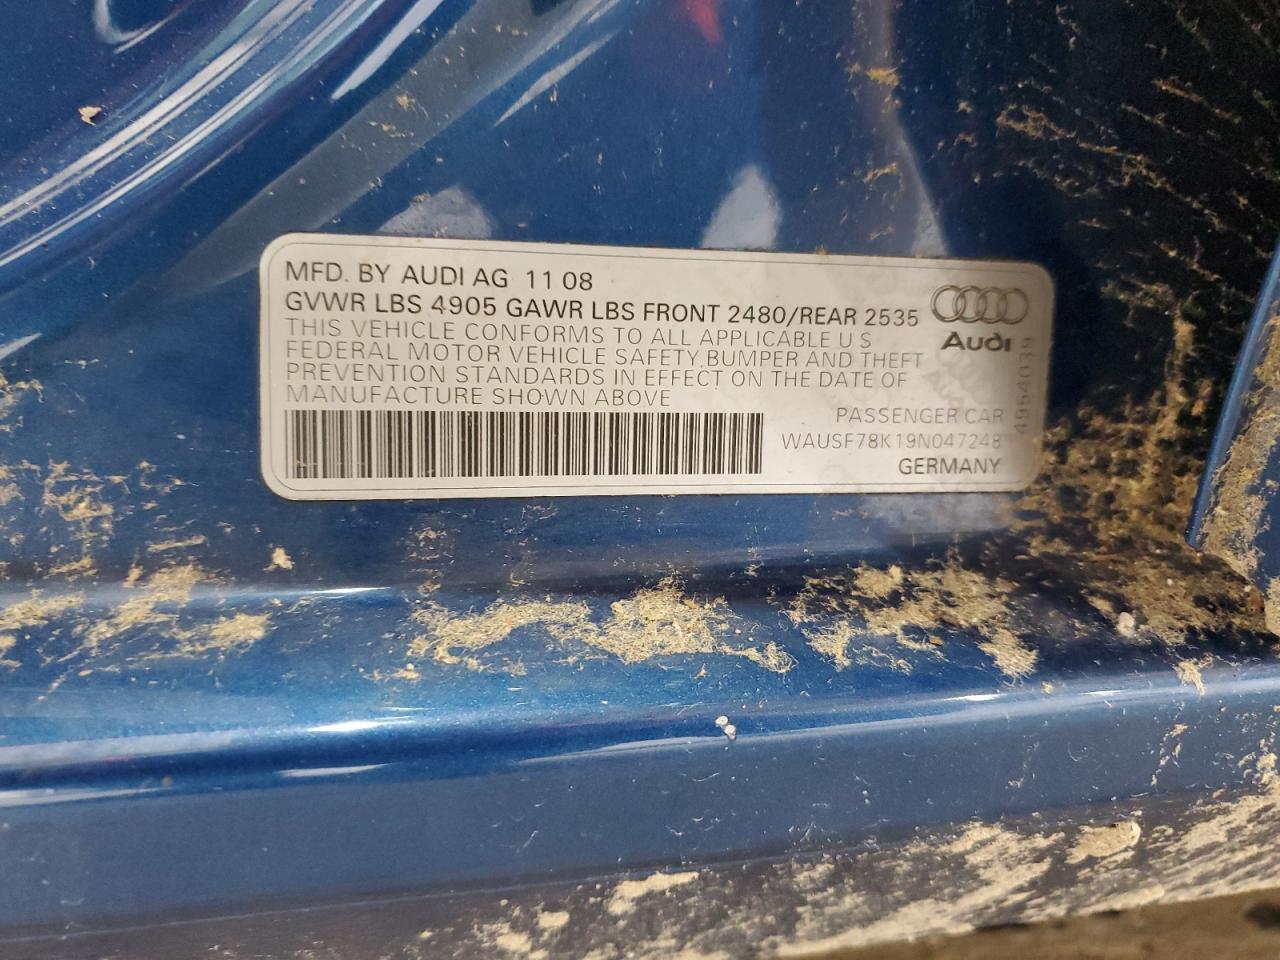 MFD. BY AUDI AG 11 08
GVWR LBS 4905 GAWR LBS FRONT 2480/REAR 2535
THIS VEHICLE CONFORMS TO ALL APPLICABLE U S
FEDERAL MOTOR VEHICLE SAFETY, BUMPER AND THEFT
PREVENTION STANDARDS IN EFFECT ON THE DATE OF
MANUFACTURE SHOWN ABOVE
Audi
PASSENGER CAR
WAUSF78K19N047248
GERMANY
4954039